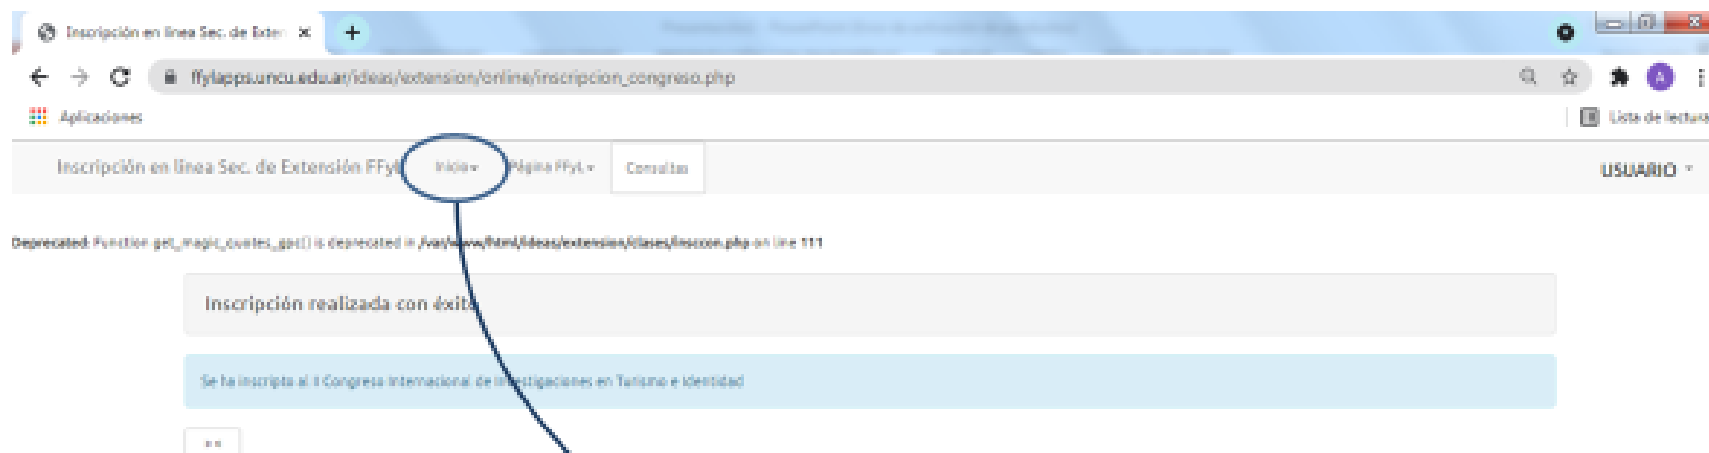 Inscripción en línea Sec. de Exten
ffylapps.uncu.edu.ar/ideas/extension/online/inscripcion_congreso.php
A
Aplicaciones
Lista de lectura
Inscripción en línea Sec. de Extensión FFyL Inicio Página FFyL Consultas USUARIO
Deprecated: Function get_magic_quotes_gpc() is deprecated in /var/www/html/ideas/extension/clases/insccon.php on line 111
Inscripción realizada con éxito
Se ha inscripto al II Congreso Internacional de Investigaciones en Turismo e Identidad